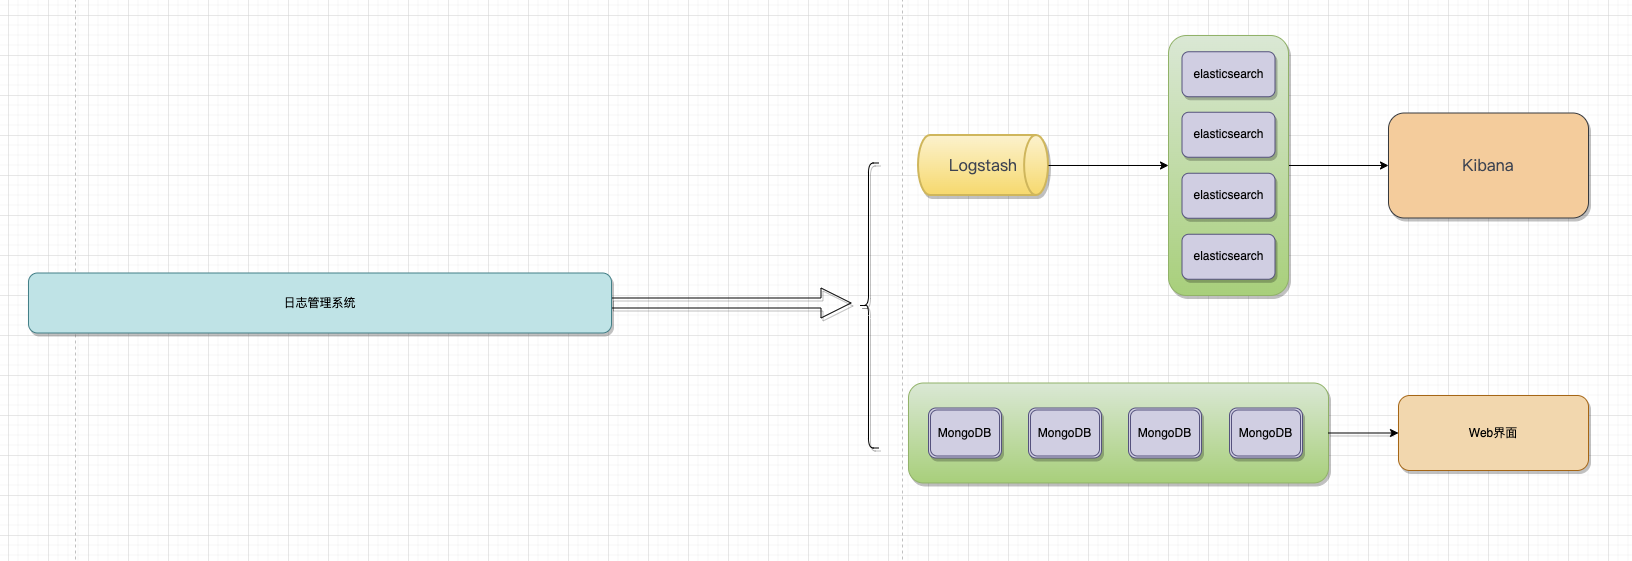 elasticsearch
elasticsearch
Logstash
Kibana
elasticsearch
elasticsearch
日志管理系统
MongoDB
MongoDB
MongoDB
MongoDB
Web界面